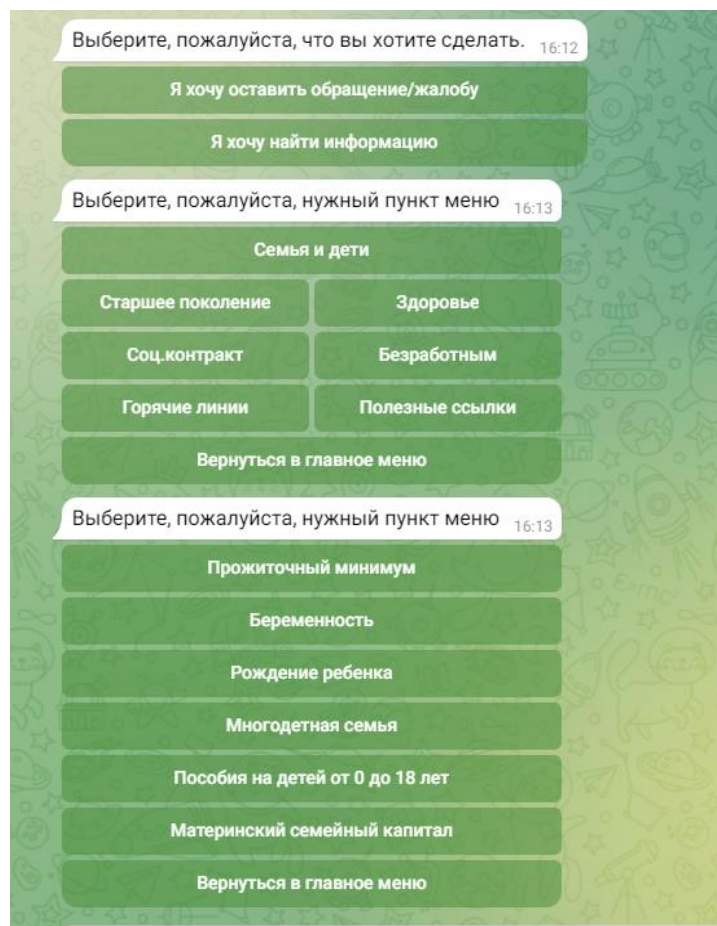 Выберите, пожалуйста, что вы хотите сделать. 16:12
Я хочу оставить обращение/жалобу
Я хочу найти информацию
Выберите, пожалуйста, нужный пункт меню 16:13
Семья и дети
Старшее поколение Здоровье
Соц.контракт Безработным
Горячие линии Полезные ссылки
Вернуться в главное меню
Выберите, пожалуйста, нужный пункт меню 16:13
Прожиточный минимум
Беременность
Рождение ребенка
Многодетная семья
Пособия на детей от 0 до 18 лет
Материнский семейный капитал
Вернуться в главное меню